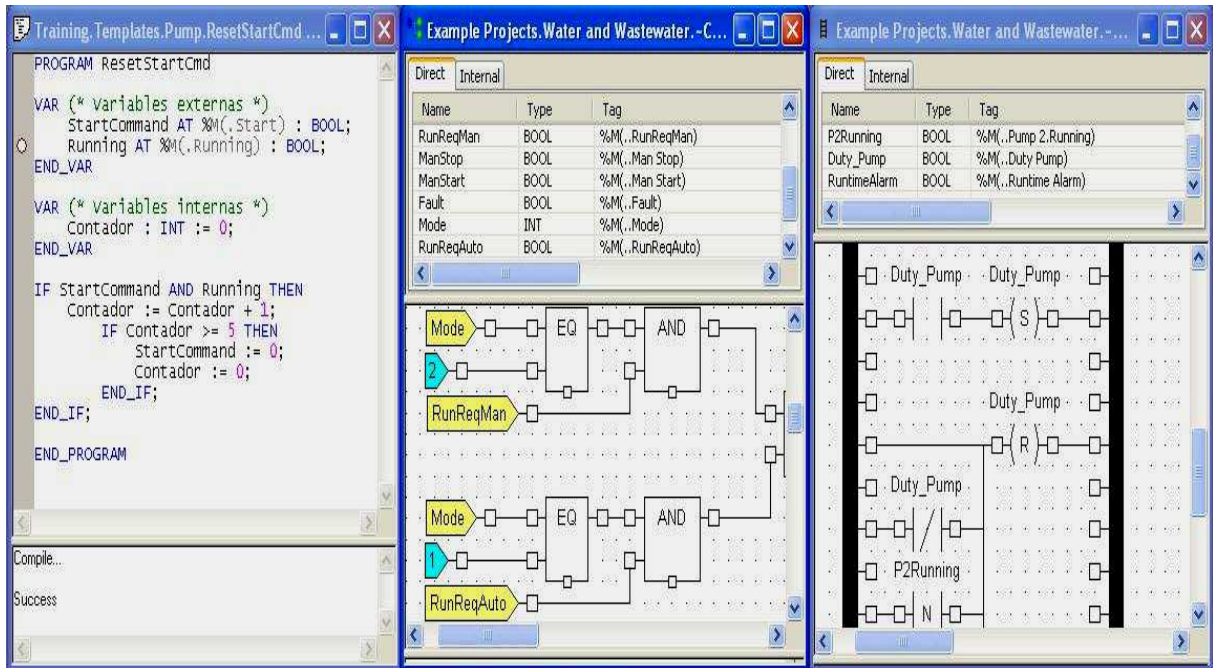 Training.Templates.Pump.ResetStartCmd ...
PROGRAM ResetStartCmd
VAR (* Variables externas *)
StartCommand AT %M(.Start) : BOOL;
Running AT %M(.Running) : BOOL;
END_VAR
VAR (* Variables internas *)
Contador : INT := 0;
END_VAR
IF StartCommand AND Running THEN
Contador := Contador + 1;
IF Contador >= 5 THEN
StartCommand := 0;
Contador := 0;
END_IF;
END_IF;
END_PROGRAM
Compile...
Success
Example Projects.Water and Wastewater.~C...
Direct Internal
Name Type Tag
RunReqMan BOOL %M(..RunReqMan)
ManStop BOOL %M(..Man Stop)
ManStart BOOL %M(..Man Start)
Fault BOOL %M(..Fault)
Mode INT %M(..Mode)
RunReqAuto BOOL %M(..RunReqAuto)
Mode EQ AND
2
RunReqMan
Mode EQ AND
1
RunReqAuto
Example Projects.Water and Wastewater.~...
Direct Internal
Name Type Tag
P2Running BOOL %M(..Pump 2.Running)
Duty_Pump BOOL %M(..Duty Pump)
RuntimeAlarm BOOL %M(..Runtime Alarm)
Duty_Pump Duty_Pump
S
Duty_Pump
R
Duty_Pump
P2Running
N